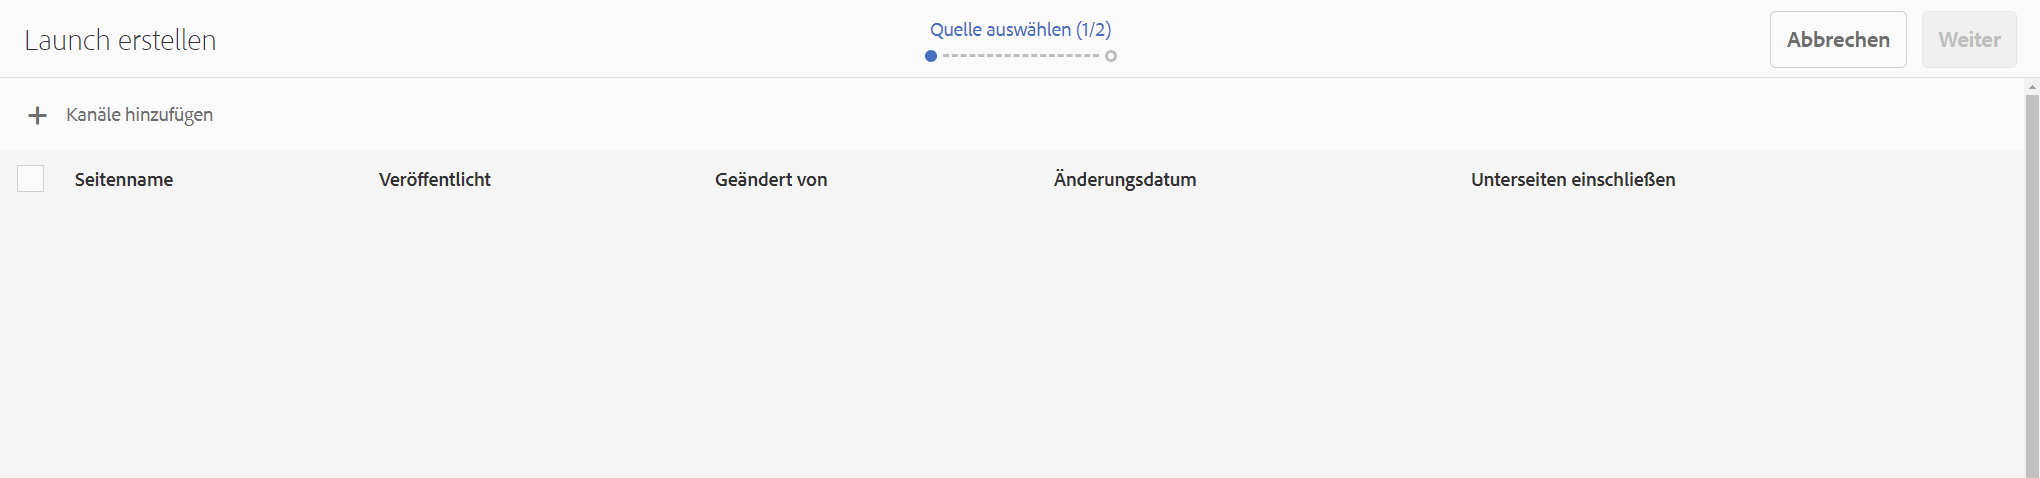 Launch erstellen
Quelle auswählen (1/2)
Abbrechen
Weiter
Kanäle hinzufügen
Seitenname
Veröffentlicht
Geändert von
Änderungsdatum
Unterseiten einschließen